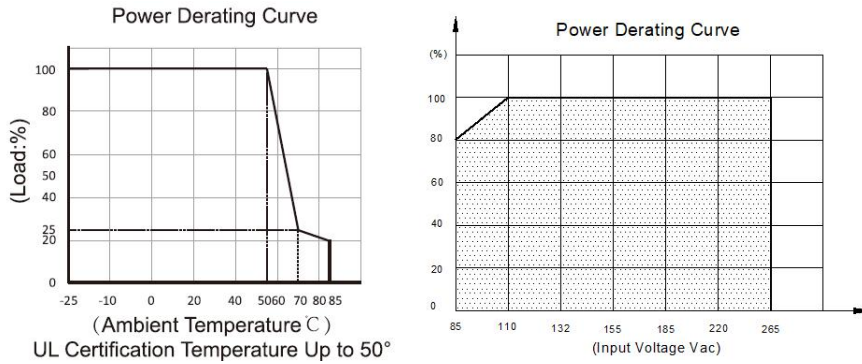 Power Derating Curve
(Load:%)
100
80
60
50
40
25
20
0
-25 -10 0 20 40 50 60 70 80 85
(Ambient Temperature℃)
UL Certification Temperature Up to 50°
Power Derating Curve
(%)
100
80
60
40
20
0
85 110 132 155 185 220 265
(Input Voltage Vac)